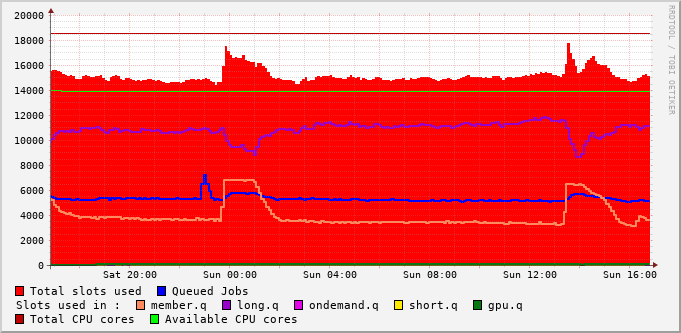 20000
18000
16000
14000
12000
10000
8000
6000
4000
2000
0
Sat 20:00 Sun 00:00 Sun 04:00 Sun 08:00 Sun 12:00 Sun 16:00
Total slots used Queued Jobs
Slots used in : member.q long.q ondemand.q short.q gpu.q
Total CPU cores Available CPU cores
RRDTOOL / TOBI OETIKER